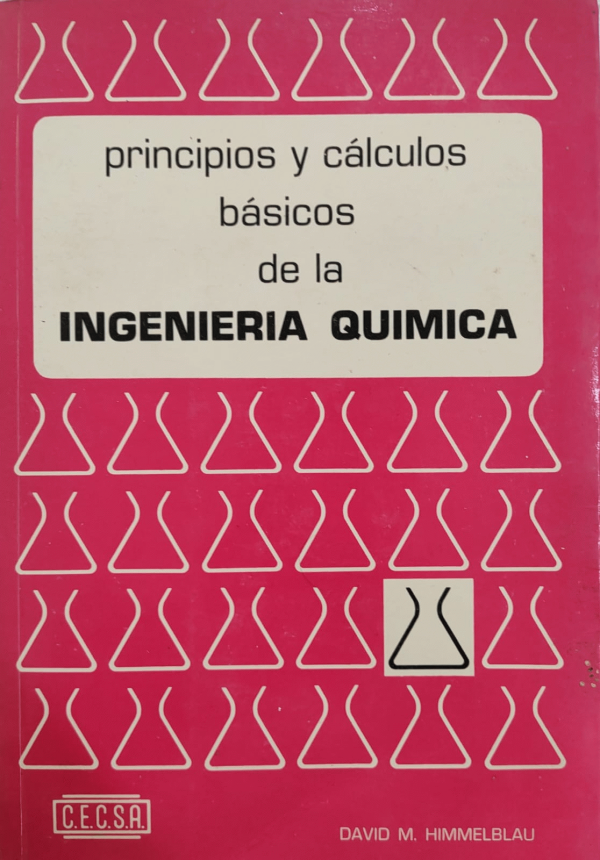 principios y cálculos
básicos
de la
INGENIERIA QUIMICA
C.E.C.S.A.
DAVID M. HIMMELBLAU